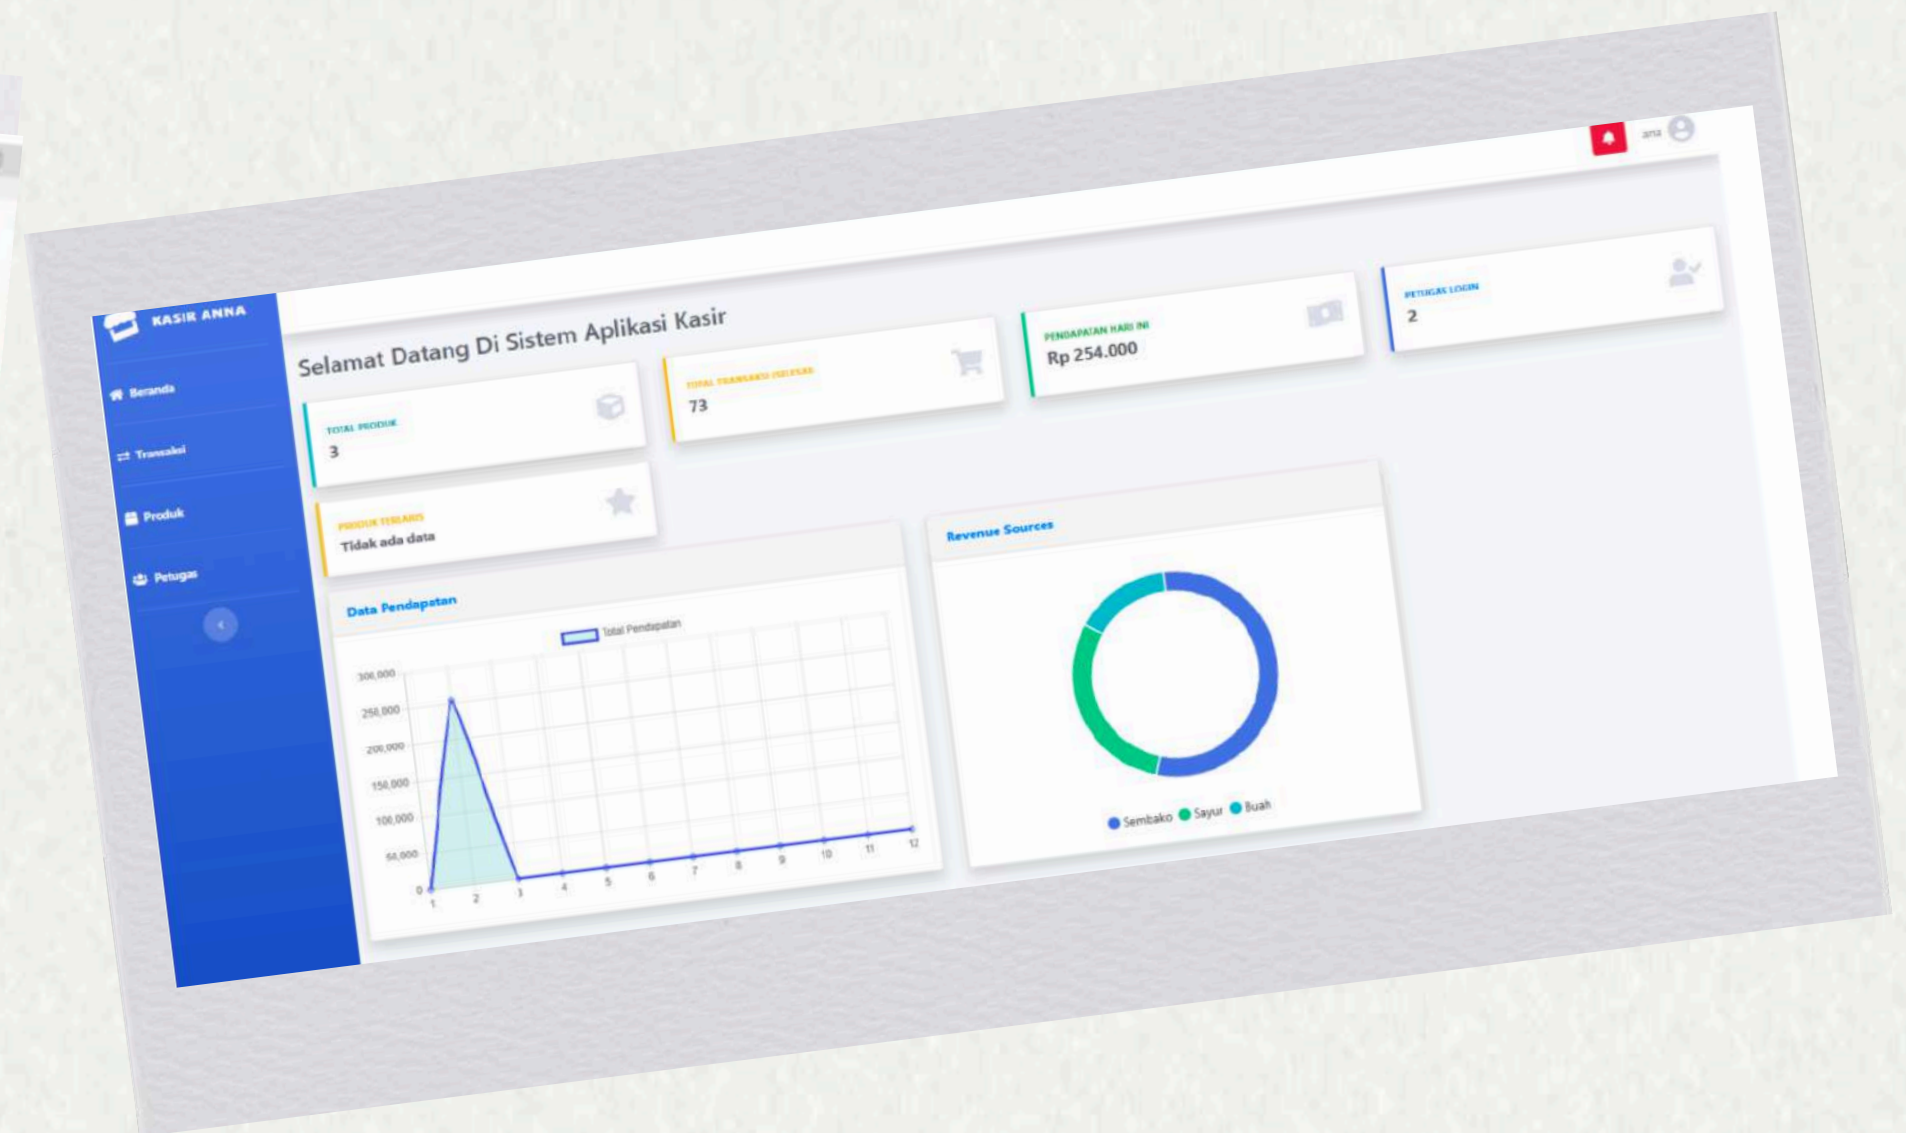 KASIR ANNA
Beranda
Transaksi
Produk
Petugas
ana
Selamat Datang Di Sistem Aplikasi Kasir
TOTAL PRODUK
3
TOTAL TRANSAKSI
73
PENDAPATAN HARI INI
Rp 254.000
PETUGAS LOGIN
2
PRODUK TERLARIS
Tidak ada data
Data Pendapatan
Total Pendapatan
300,000
250,000
200,000
150,000
100,000
50,000
0
1 2 3 4 5 6 7 8 9 10 11 12
Revenue Sources
Sembako Sayur Buah